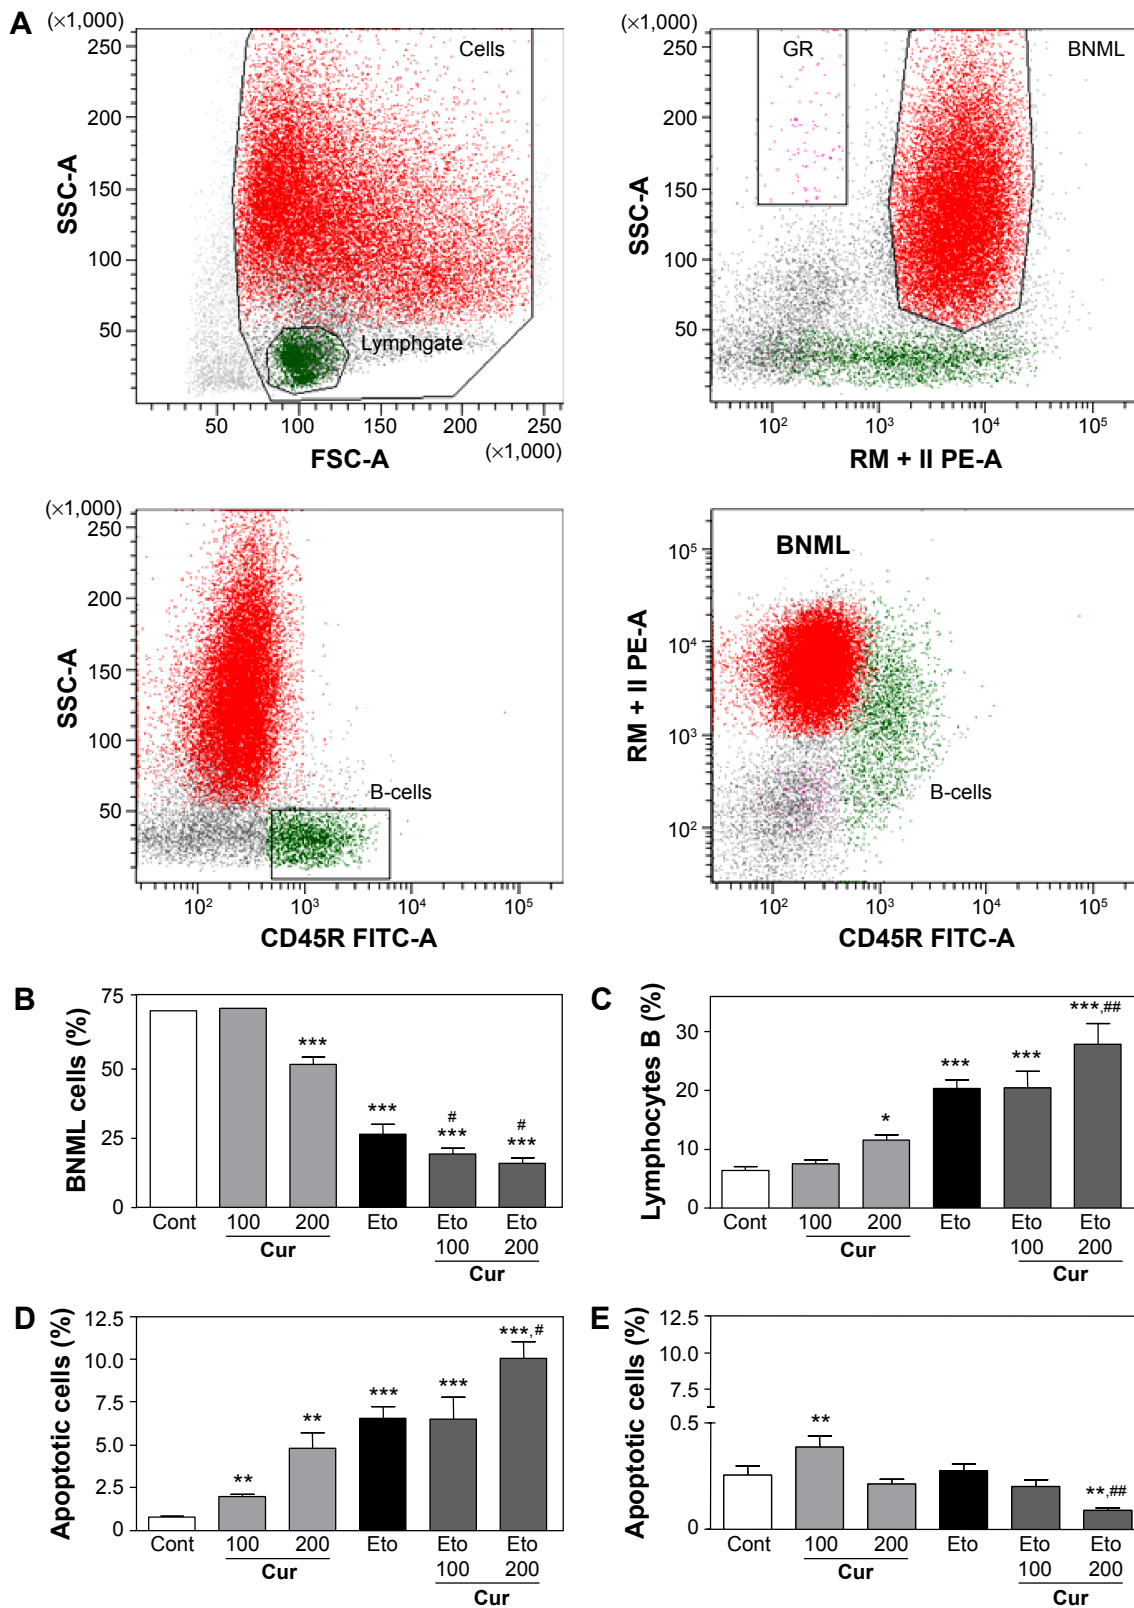 A
(×1,000)
250
200
150
100
50
SSC-A
Cells
Lymphgate
50 100 150 200 250
FSC-A (×1,000)
(×1,000)
250
200
150
100
50
SSC-A
GR
BNML
10² 10³ 10⁴ 10⁵
RM + II PE-A
(×1,000)
250
200
150
100
50
SSC-A
B-cells
10² 10³ 10⁴ 10⁵
CD45R FITC-A
10⁵
10⁴
10³
10²
RM + II PE-A
BNML
B-cells
10² 10³ 10⁴ 10⁵
CD45R FITC-A
B
75
50
25
0
BNML cells (%)
***
***
#
***
#
***
Cont 100 200 Eto Eto Eto
100 200
Cur
Cur
C
30
20
10
0
Lymphocytes B (%)
*
***
***
***,##
Cont 100 200 Eto Eto Eto
100 200
Cur
Cur
D
12.5
10.0
7.5
5.0
2.5
0
Apoptotic cells (%)
**
**
***
***
***,#
Cont 100 200 Eto Eto Eto
100 200
Cur
Cur
E
12.5
10.0
7.5
0.5
0
Apoptotic cells (%)
**
**,##
Cont 100 200 Eto Eto Eto
100 200
Cur
Cur